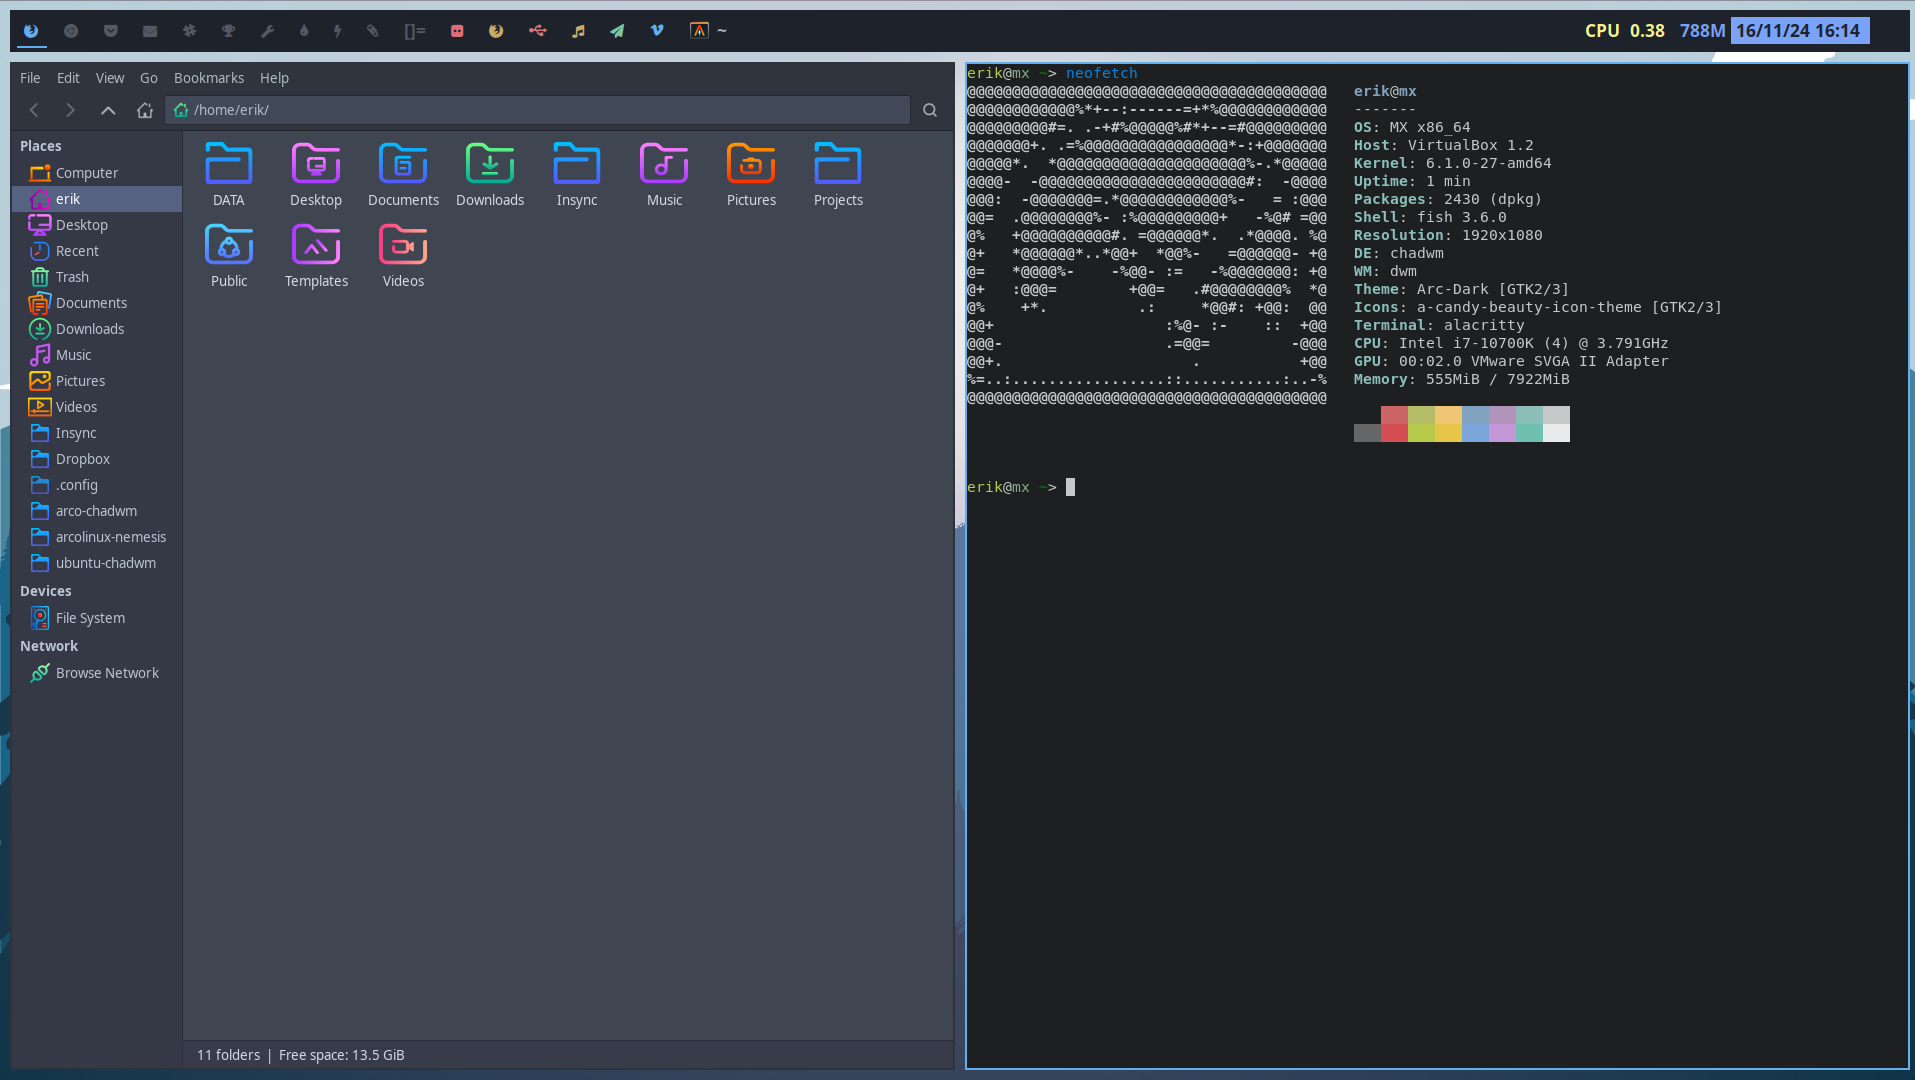 []= ~ CPU 0.38 788M 16/11/24 16:14
File Edit View Go Bookmarks Help
/home/erik/
Places
Computer
erik
Desktop
Recent
Trash
Documents
Downloads
Music
Pictures
Videos
Insync
Dropbox
.config
arco-chadwm
arcolinux-nemesis
ubuntu-chadwm
Devices
File System
Network
Browse Network
DATA Desktop Documents Downloads Insync Music Pictures Projects
Public Templates Videos
11 folders | Free space: 13.5 GiB
erik@mx ~> neofetch
erik@mx
-------
OS: MX x86_64
Host: VirtualBox 1.2
Kernel: 6.1.0-27-amd64
Uptime: 1 min
Packages: 2430 (dpkg)
Shell: fish 3.6.0
Resolution: 1920x1080
DE: chadwm
WM: dwm
Theme: Arc-Dark [GTK2/3]
Icons: a-candy-beauty-icon-theme [GTK2/3]
Terminal: alacritty
CPU: Intel i7-10700K (4) @ 3.791GHz
GPU: 00:02.0 VMware SVGA II Adapter
Memory: 555MiB / 7922MiB
erik@mx ~>